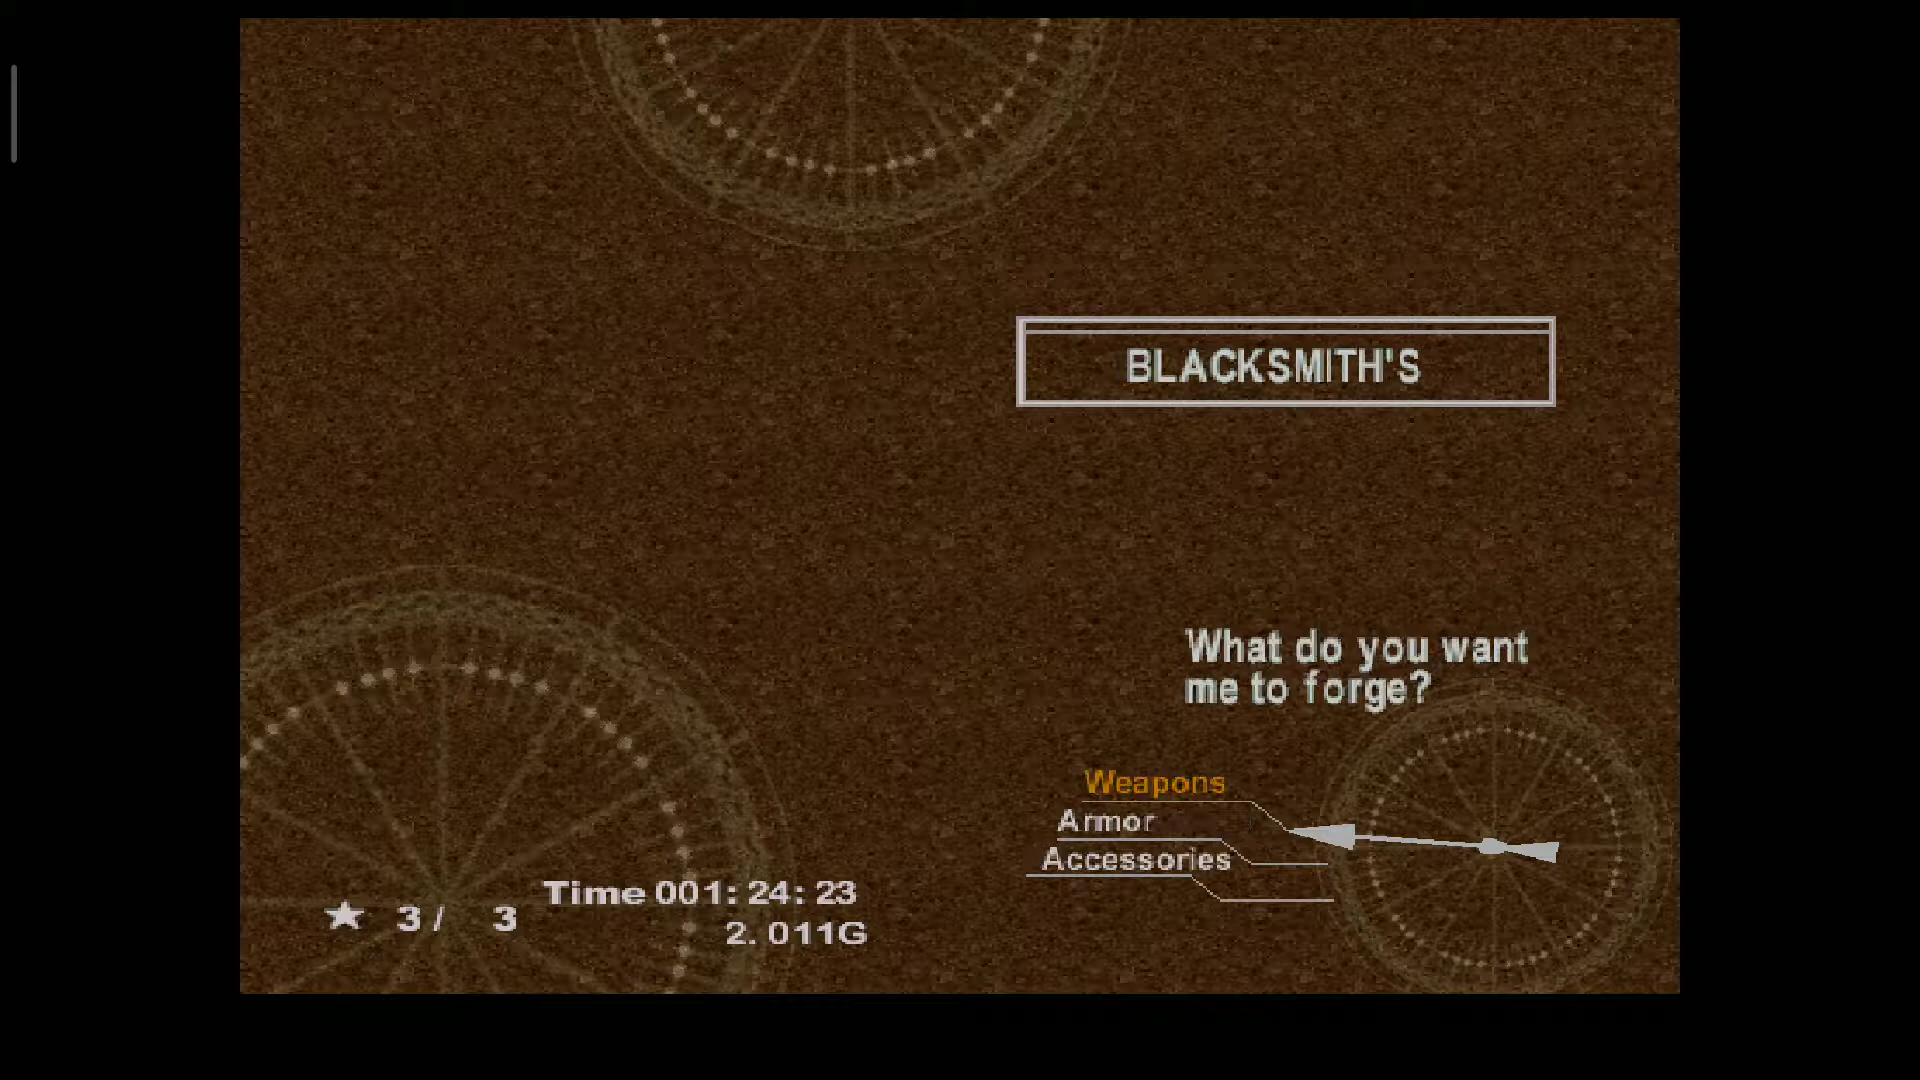 BLACKSMITH'S
What do you want
me to forge?
Weapons
Armor
Accessories
Time 001: 24: 23
★ 3/ 3
2. 011G